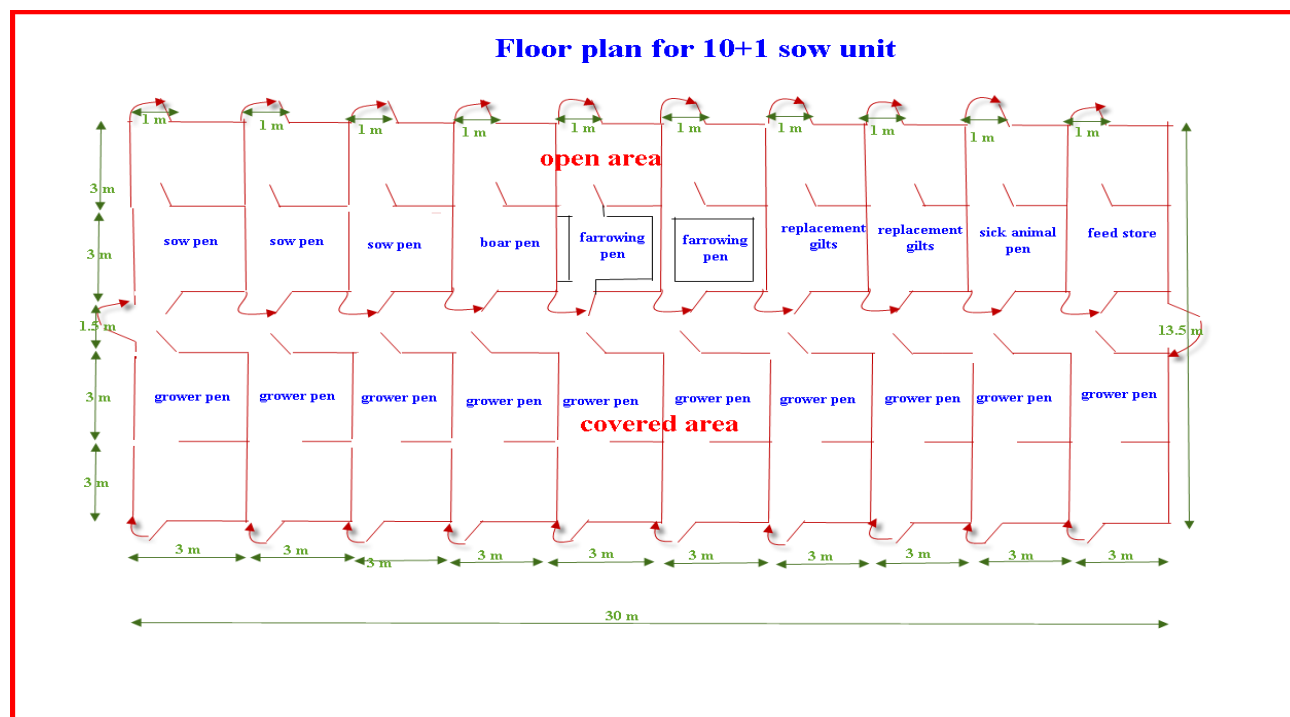 Floor plan for 10+1 sow unit
1 m
1 m
1 m
1 m
1 m
1 m
1 m
1 m
1 m
1 m
open area
3 m
sow pen
sow pen
sow pen
boar pen
farrowing
pen
farrowing
pen
replacement
gilts
replacement
gilts
sick animal
pen
feed store
3 m
1.5 m
13.5 m
3 m
grower pen
grower pen
grower pen
grower pen
grower pen
grower pen
grower pen
grower pen
grower pen
grower pen
covered area
3 m
3 m
3 m
3 m
3 m
3 m
3 m
3 m
3 m
3 m
3 m
30 m